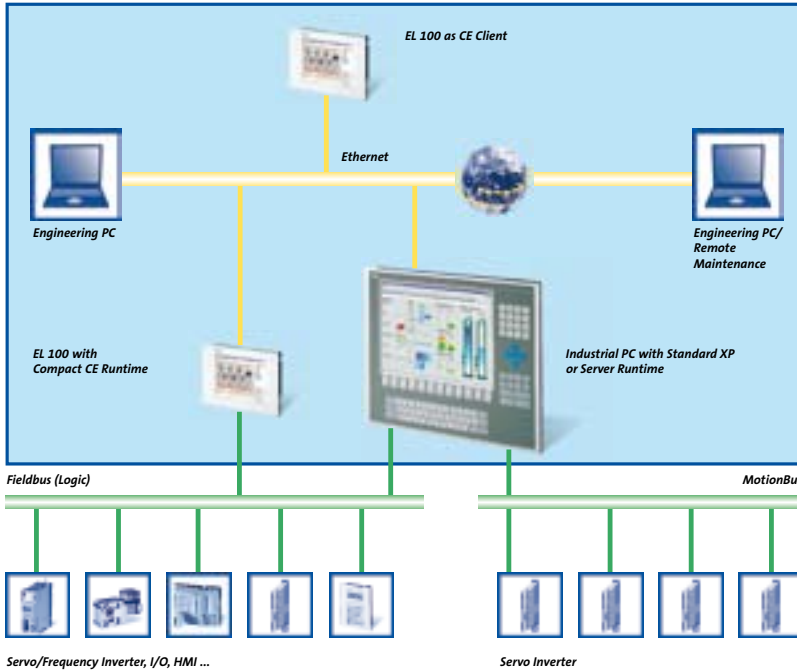 EL 100 as CE Client
Ethernet
Engineering PC
Engineering PC/
Remote
Maintenance
EL 100 with
Compact CE Runtime
Industrial PC with Standard XP
or Server Runtime
Fieldbus (Logic)
MotionBu
Servo/Frequency Inverter, I/O, HMI ...
Servo Inverter